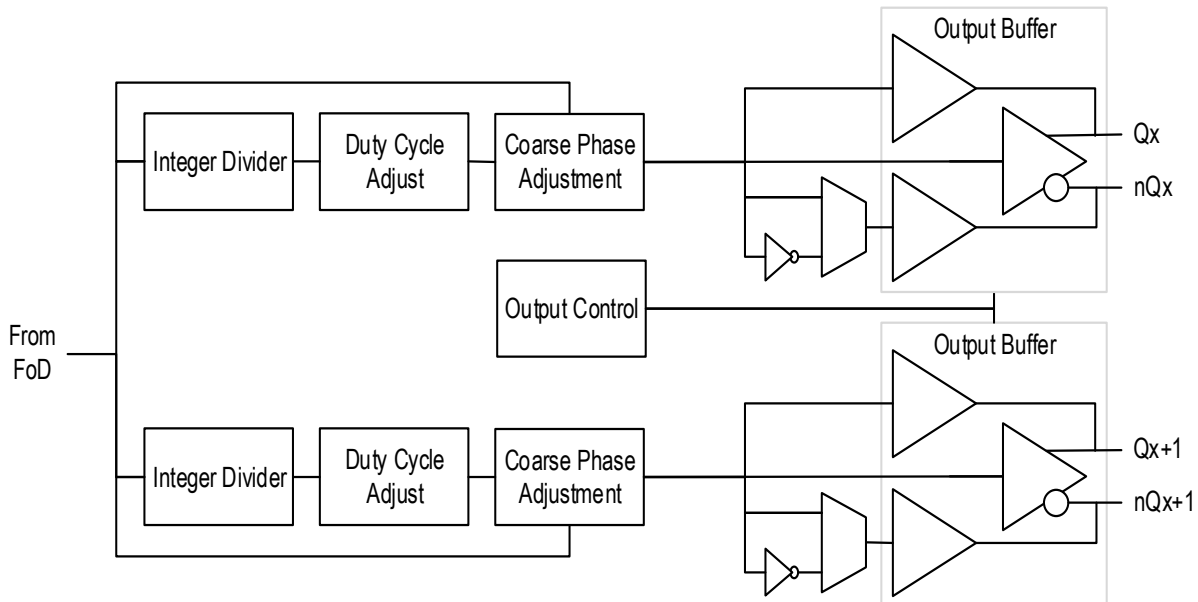 Output Buffer
Integer Divider
Duty Cycle
Adjust
Coarse Phase
Adjustment
Qx
nQx
Output Control
From
FoD
Output Buffer
Integer Divider
Duty Cycle
Adjust
Coarse Phase
Adjustment
Qx+1
nQx+1